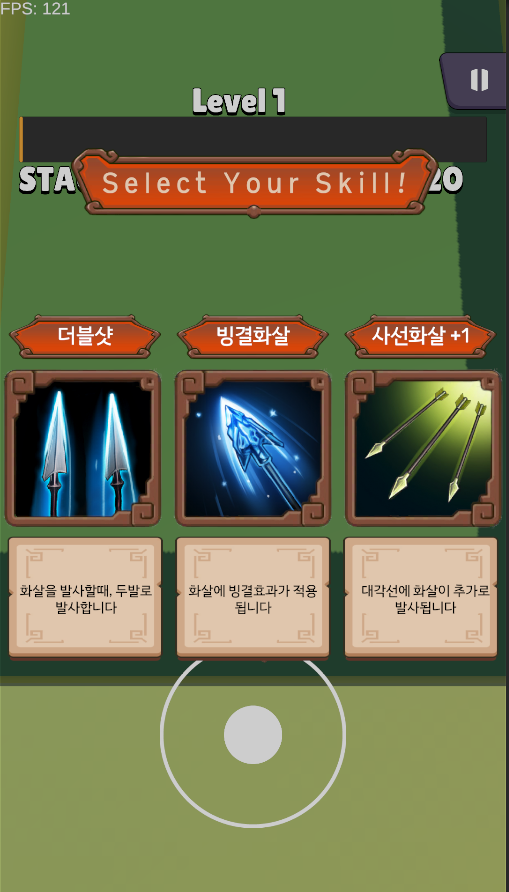 FPS: 121
Level 1
STA 20
Select Your Skill!
더블샷
빙결화살
사선화살 +1
화살을 발사할때, 두발로
발사합니다
화살에 빙결효과가 적용
됩니다
대각선에 화살이 추가로
발사됩니다